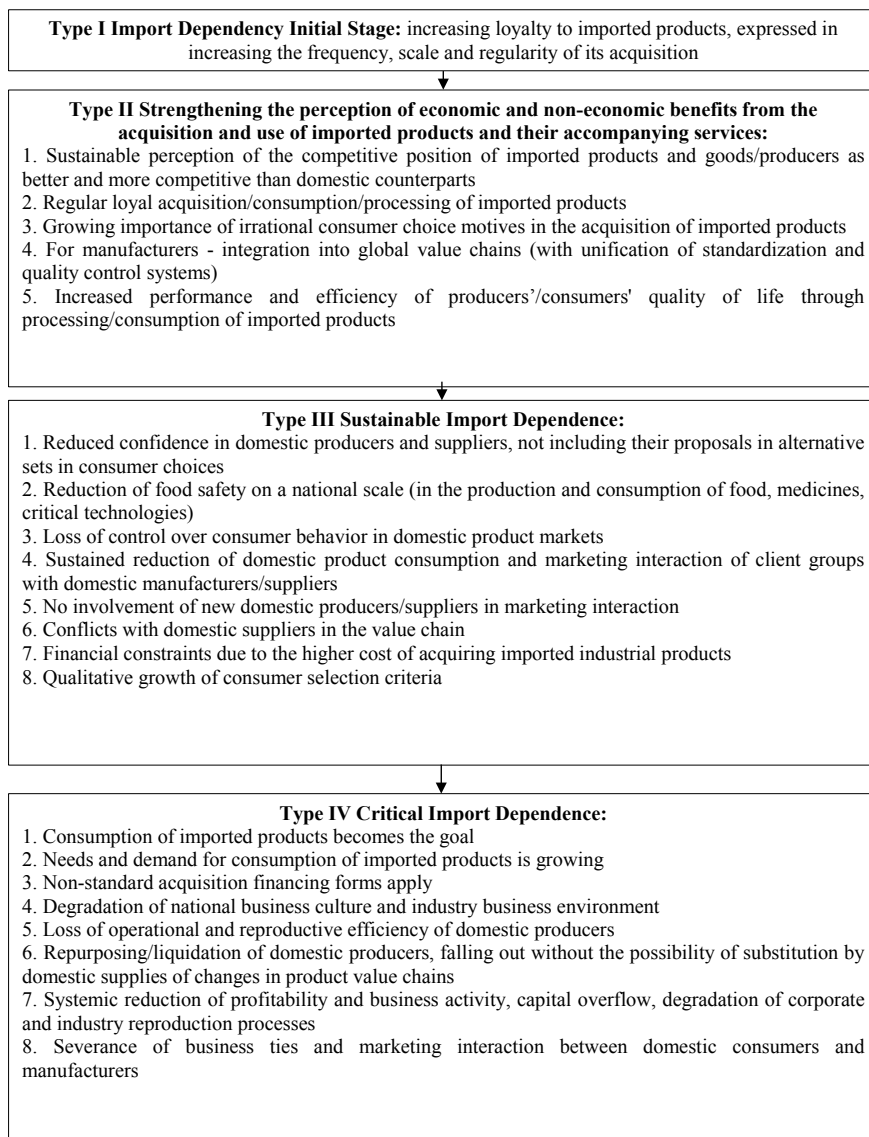 Type I Import Dependency Initial Stage: increasing loyalty to imported products, expressed in
increasing the frequency, scale and regularity of its acquisition
Type II Strengthening the perception of economic and non-economic benefits from the
acquisition and use of imported products and their accompanying services:
1. Sustainable perception of the competitive position of imported products and goods/producers as
better and more competitive than domestic counterparts
2. Regular loyal acquisition/consumption/processing of imported products
3. Growing importance of irrational consumer choice motives in the acquisition of imported products
4. For manufacturers - integration into global value chains (with unification of standardization and
quality control systems)
5. Increased performance and efficiency of producers’/consumers' quality of life through
processing/consumption of imported products
Type III Sustainable Import Dependence:
1. Reduced confidence in domestic producers and suppliers, not including their proposals in alternative
sets in consumer choices
2. Reduction of food safety on a national scale (in the production and consumption of food, medicines,
critical technologies)
3. Loss of control over consumer behavior in domestic product markets
4. Sustained reduction of domestic product consumption and marketing interaction of client groups
with domestic manufacturers/suppliers
5. No involvement of new domestic producers/suppliers in marketing interaction
6. Conflicts with domestic suppliers in the value chain
7. Financial constraints due to the higher cost of acquiring imported industrial products
8. Qualitative growth of consumer selection criteria
Type IV Critical Import Dependence:
1. Consumption of imported products becomes the goal
2. Needs and demand for consumption of imported products is growing
3. Non-standard acquisition financing forms apply
4. Degradation of national business culture and industry business environment
5. Loss of operational and reproductive efficiency of domestic producers
6. Repurposing/liquidation of domestic producers, falling out without the possibility of substitution by
domestic supplies of changes in product value chains
7. Systemic reduction of profitability and business activity, capital overflow, degradation of corporate
and industry reproduction processes
8. Severance of business ties and marketing interaction between domestic consumers and
manufacturers